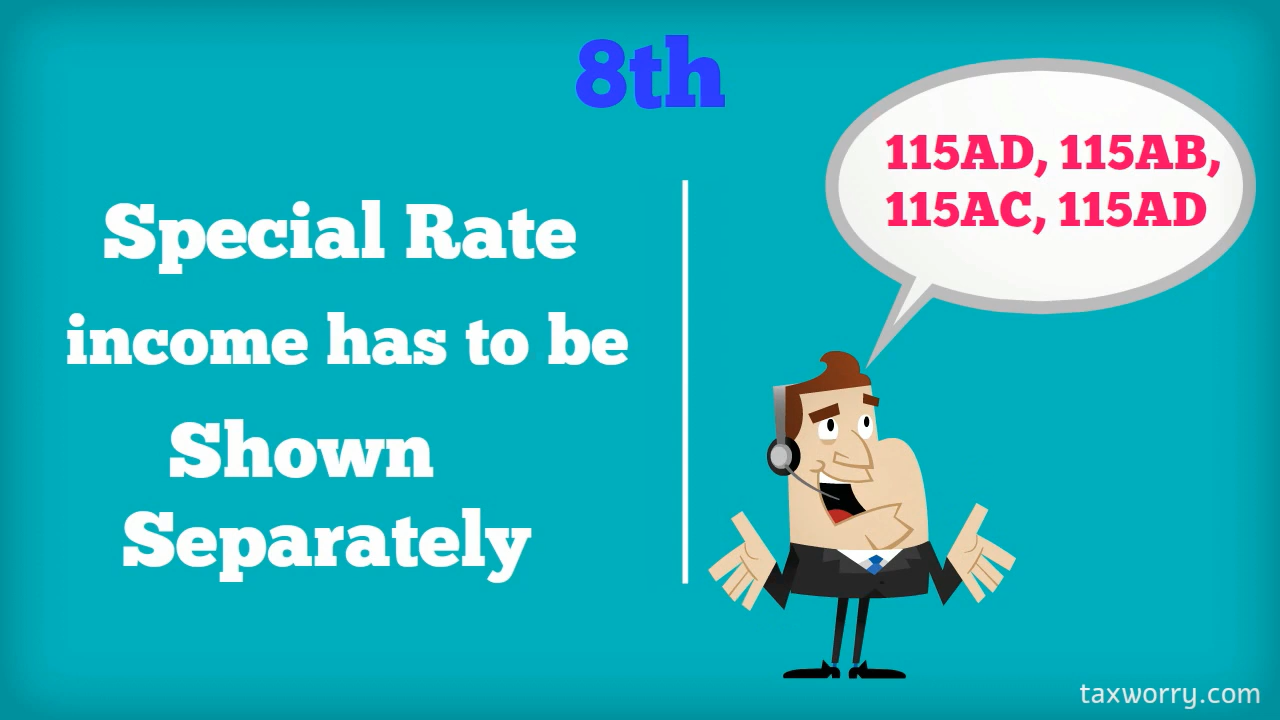 8th
Special Rate
income has to be
Shown
Separately
115AD, 115AB,
115AC, 115AD
taxworry.com